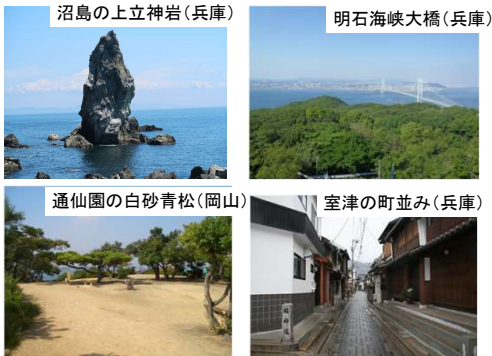 沼島の上立神岩(兵庫)
明石海峡大橋(兵庫)
通仙園の白砂青松(岡山)
室津の町並み(兵庫)